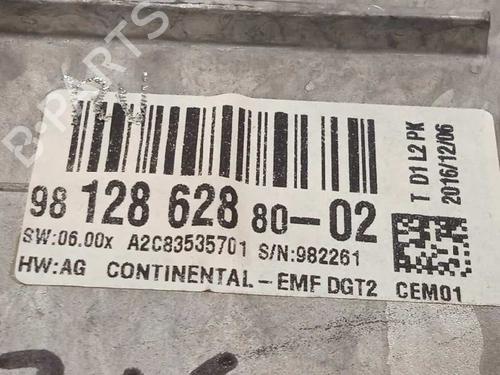 B-PARTS
98 128 628 80-02
SW:06.00x A2C83535701 S/N:982261
HW:AG CONTINENTAL-EMF DGT2 CEM01
T D1 L2 PK
2016/12/06